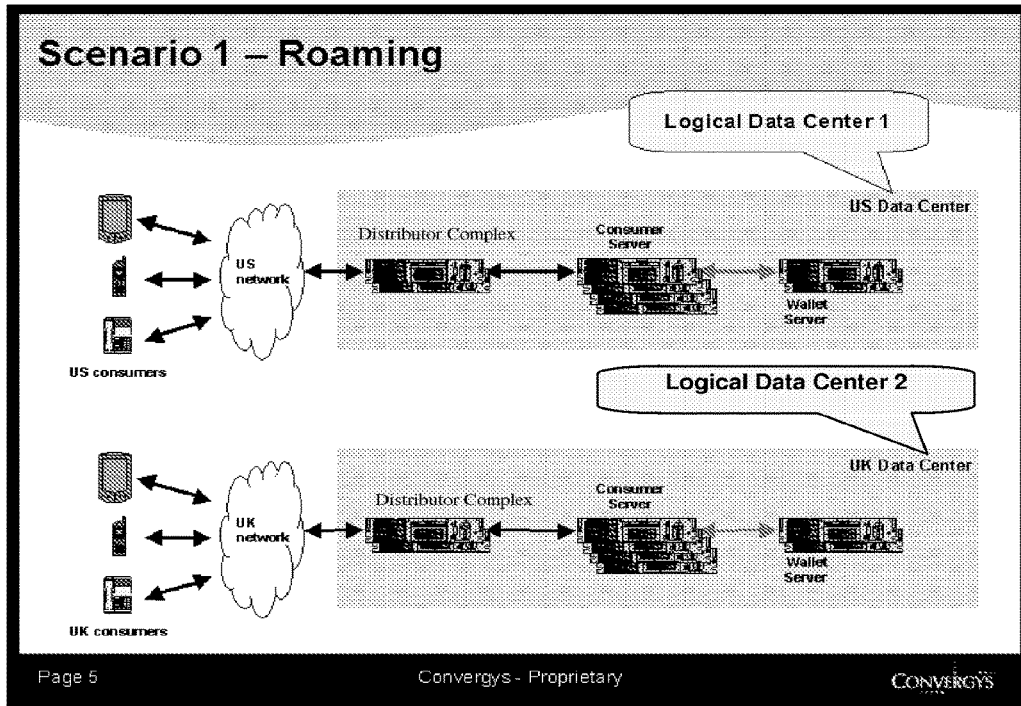 Scenario 1 – Roaming
Logical Data Center 1
US Data Center
Distributor Complex
Consumer
Server
US
network
Wallet
Server
US consumers
Logical Data Center 2
UK Data Center
Distributor Complex
Consumer
Server
UK
network
Wallet
Server
UK consumers
Page 5
Convergys - Proprietary
CONVERGYS